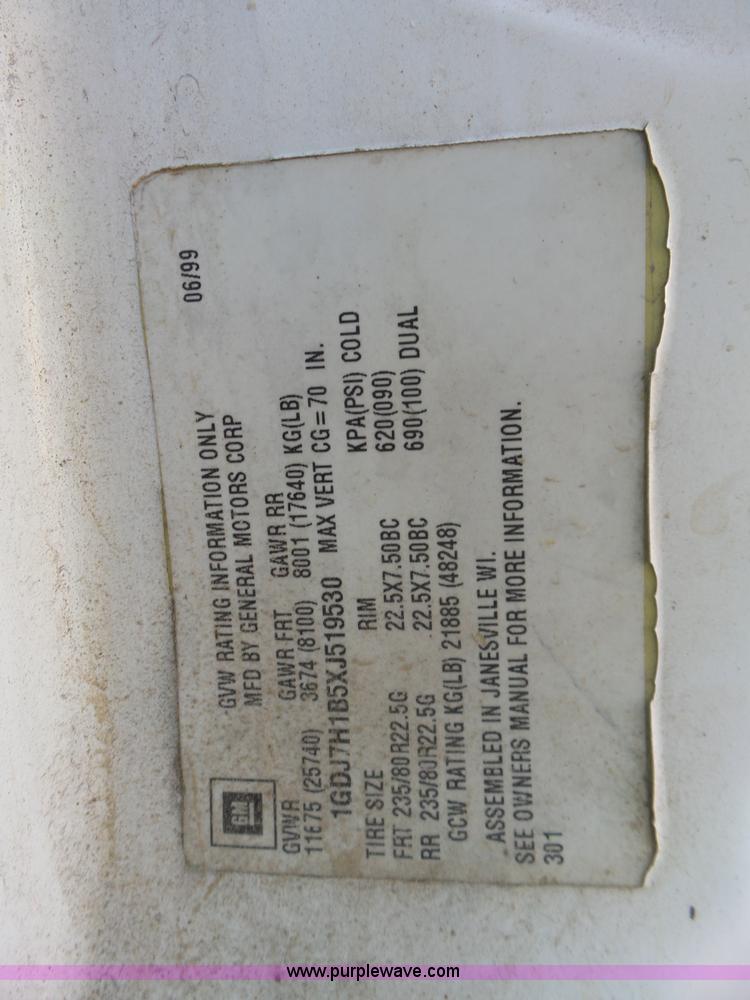 06/99
GM
GVW RATING INFORMATION ONLY
MFD BY GENERAL MOTORS CORP
GVWR GAWR FRT GAWR RR
11675 (25740) 3674 (8100) 8001 (17640) KG(LB)
1GDJ7H1B5XJ519530 MAX VERT CG = 70 IN.
TIRE SIZE RIM KPA(PSI) COLD
FRT 235/80R22.5G 22.5X7.50BC 620(090)
RR 235/80R22.5G 22.5X7.50BC 690(100) DUAL
GCW RATING KG(LB) 21885 (48248)
ASSEMBLED IN JANESVILLE WI.
SEE OWNERS MANUAL FOR MORE INFORMATION.
301
www.purplewave.com